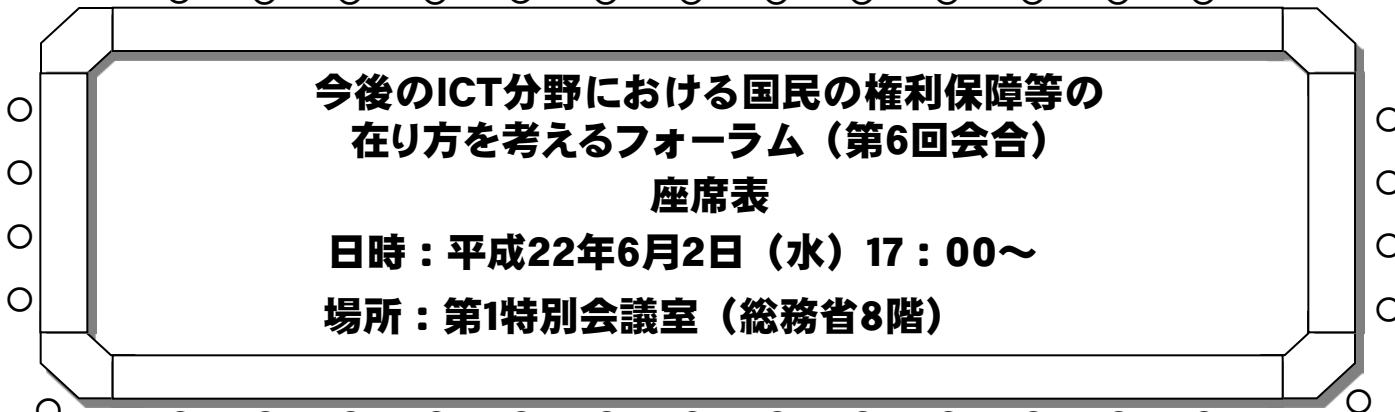 今後のICT分野における国民の権利保障等の
在り方を考えるフォーラム（第6回会合）
座席表
日時：平成22年6月2日（水）17：00～
場所：第1特別会議室（総務省8階）